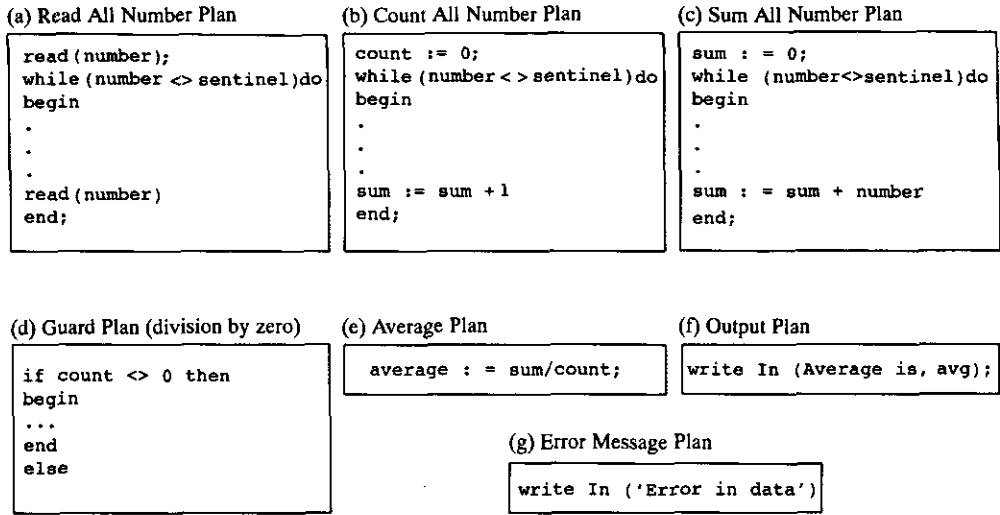 (a) Read All Number Plan
read (number);
while (number <> sentinel)do
begin
.
.
.
read (number)
end;
(b) Count All Number Plan
count := 0;
while (number < > sentinel)do
begin
.
.
.
sum := sum +1
end;
(c) Sum All Number Plan
sum : = 0;
while (number<>sentinel)do
begin
.
.
.
sum : = sum + number
end;
(d) Guard Plan (division by zero)
if count <> 0 then
begin
...
end
else
(e) Average Plan
average : = sum/count;
(f) Output Plan
write In (Average is, avg);
(g) Error Message Plan
write In ('Error in data')